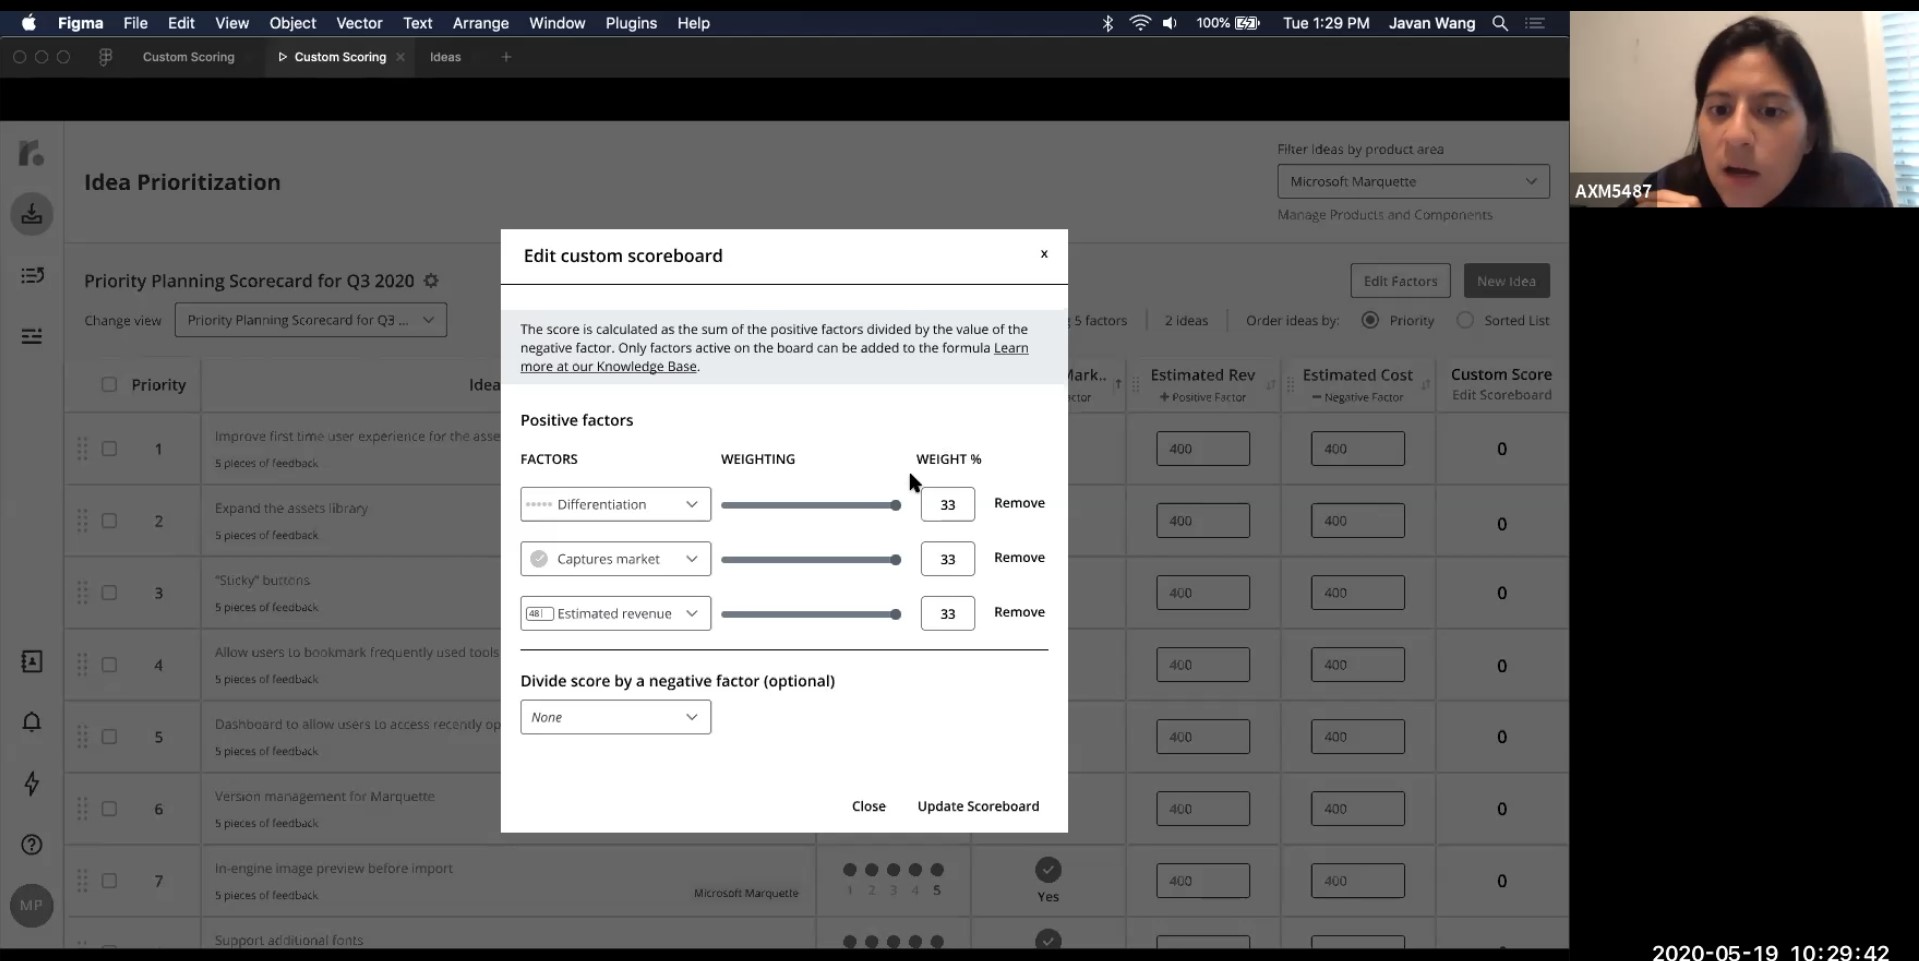 Figma File Edit View Object Vector Text Arrange Window Plugins Help 100% Tue 1:29 PM Javan Wang
Custom Scoring Custom Scoring Ideas
AXM5487
Idea Prioritization
Filter ideas by product area
Microsoft Marquette
Manage Products and Components
Priority Planning Scorecard for Q3 2020
Edit Factors New Idea
Change view Priority Planning Scorecard for Q3 ...
5 factors 2 ideas Order ideas by: Priority Sorted List
Priority Idea Mark.. Estimated Rev Estimated Cost Custom Score
+ Positive Factor − Negative Factor Edit Scoreboard
1 Improve first time user experience for the asse 400 400 0
5 pieces of feedback
2 Expand the assets library 400 400 0
5 pieces of feedback
3 "Sticky" buttons 400 400 0
5 pieces of feedback
4 Allow users to bookmark frequently used tools 400 400 0
5 pieces of feedback
5 Dashboard to allow users to access recently op 400 400 0
5 pieces of feedback
6 Version management for Marquette 400 400 0
5 pieces of feedback
7 In-engine image preview before import 400 400 0
5 pieces of feedback Microsoft Marquette 1 2 3 4 5 Yes
Support additional fonts
MP
Edit custom scoreboard x
The score is calculated as the sum of the positive factors divided by the value of the
negative factor. Only factors active on the board can be added to the formula Learn
more at our Knowledge Base.
Positive factors
FACTORS WEIGHTING WEIGHT %
Differentiation 33 Remove
Captures market 33 Remove
48 Estimated revenue 33 Remove
Divide score by a negative factor (optional)
None
Close Update Scoreboard
2020-05-19 10:29:42